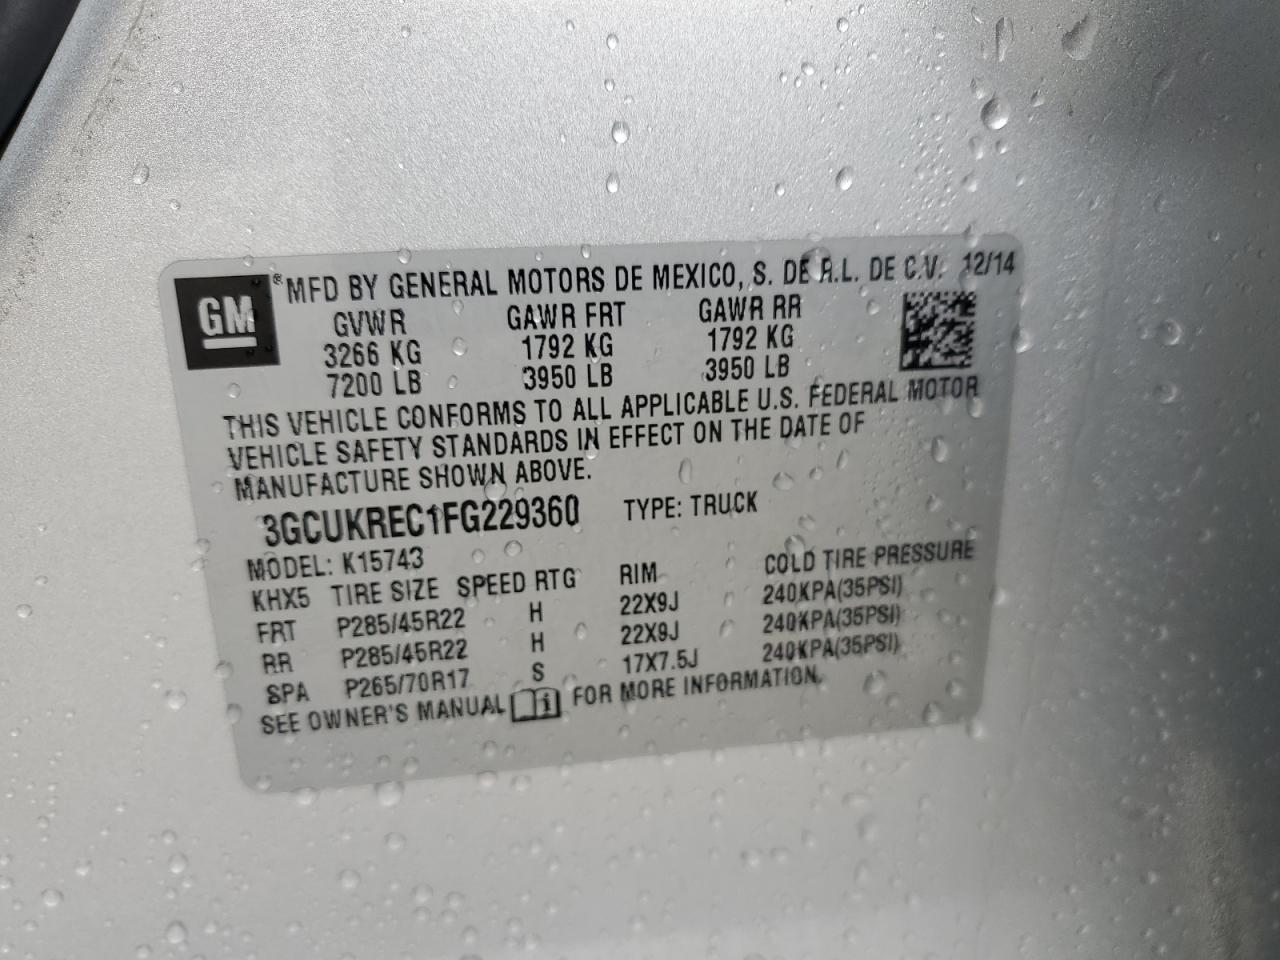 GM ® MFD BY GENERAL MOTORS DE MEXICO, S. DE R.L. DE C.V. 12/14
GVWR GAWR FRT GAWR RR
3266 KG 1792 KG 1792 KG
7200 LB 3950 LB 3950 LB
THIS VEHICLE CONFORMS TO ALL APPLICABLE U.S. FEDERAL MOTOR
VEHICLE SAFETY STANDARDS IN EFFECT ON THE DATE OF
MANUFACTURE SHOWN ABOVE.
3GCUKREC1FG229360 TYPE: TRUCK
MODEL: K15743
KHX5 TIRE SIZE SPEED RTG RIM COLD TIRE PRESSURE
FRT P285/45R22 H 22X9J 240KPA(35PSI)
RR P285/45R22 H 22X9J 240KPA(35PSI)
SPA P265/70R17 S 17X7.5J 240KPA(35PSI)
SEE OWNER'S MANUAL i FOR MORE INFORMATION.